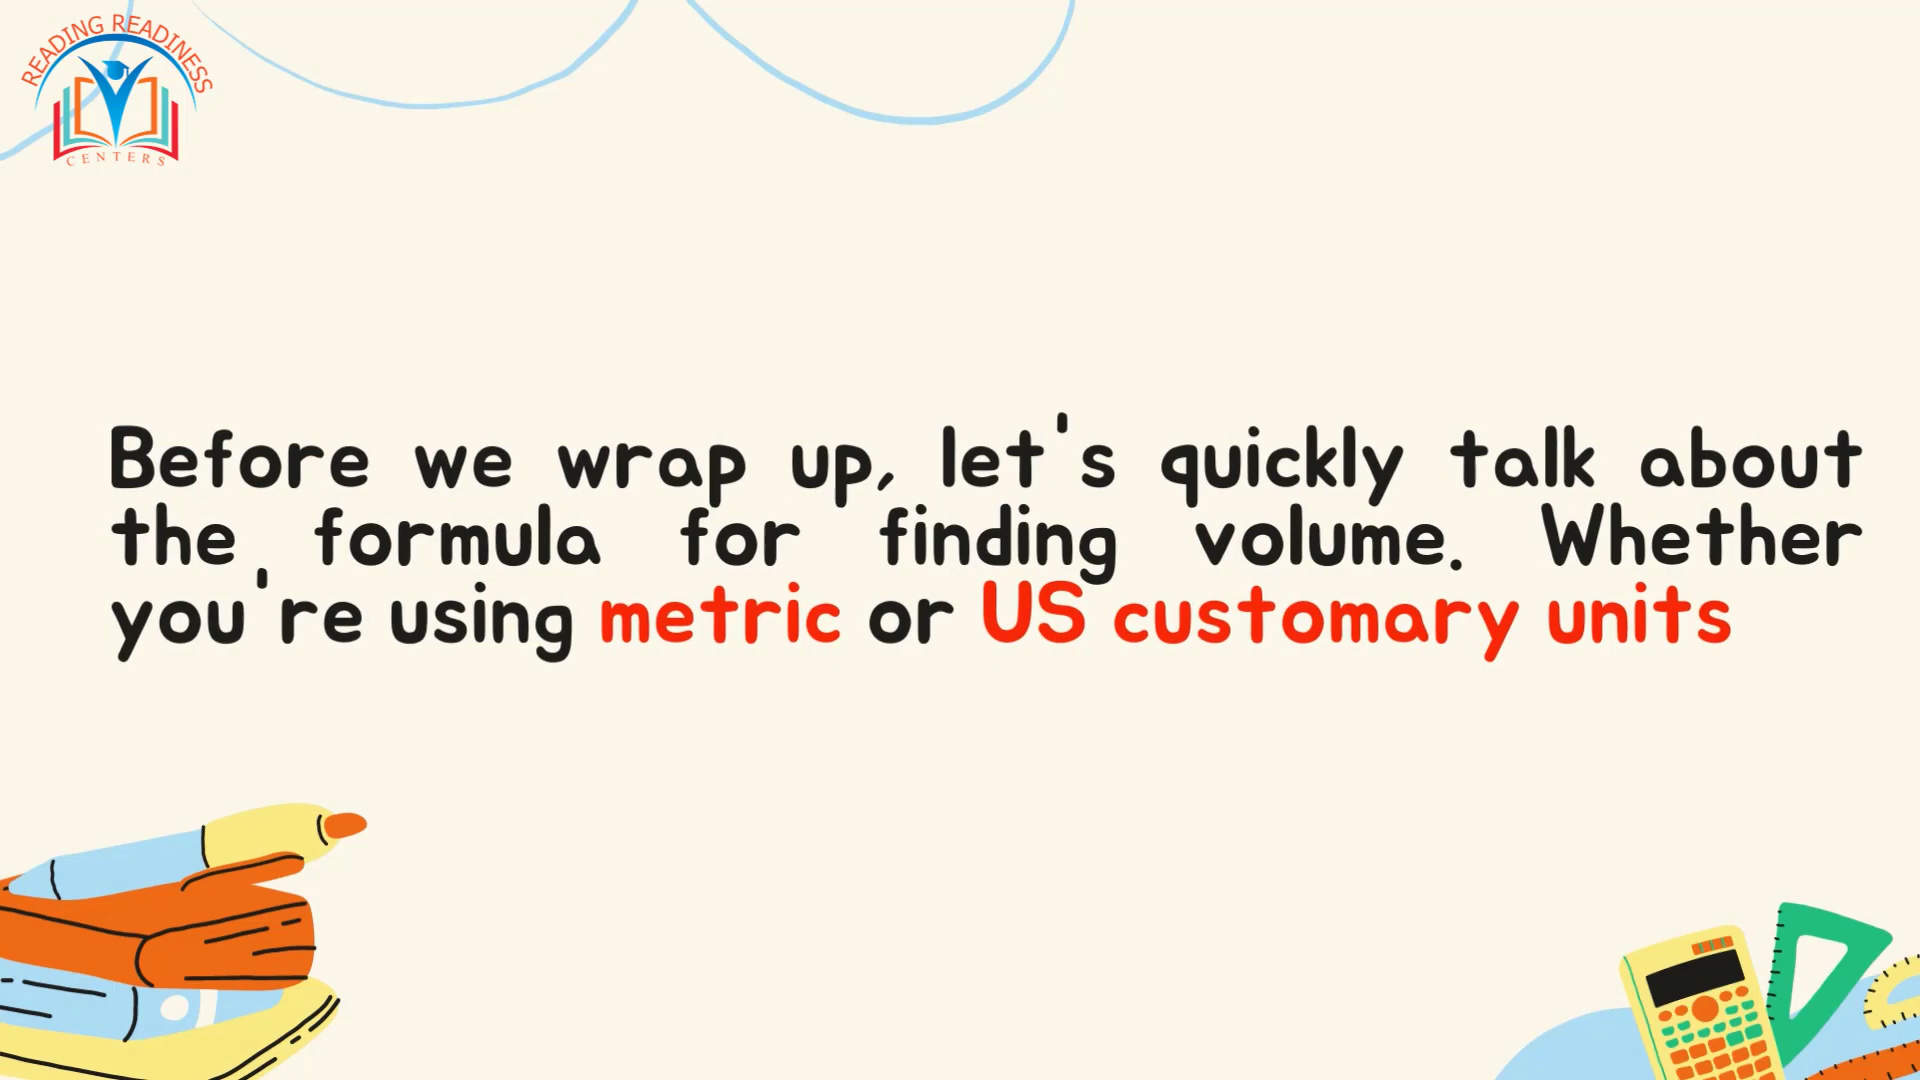 READING READINESS
CENTERS
Before we wrap up, let's quickly talk about
the formula for finding volume. Whether
you're using metric or US customary units